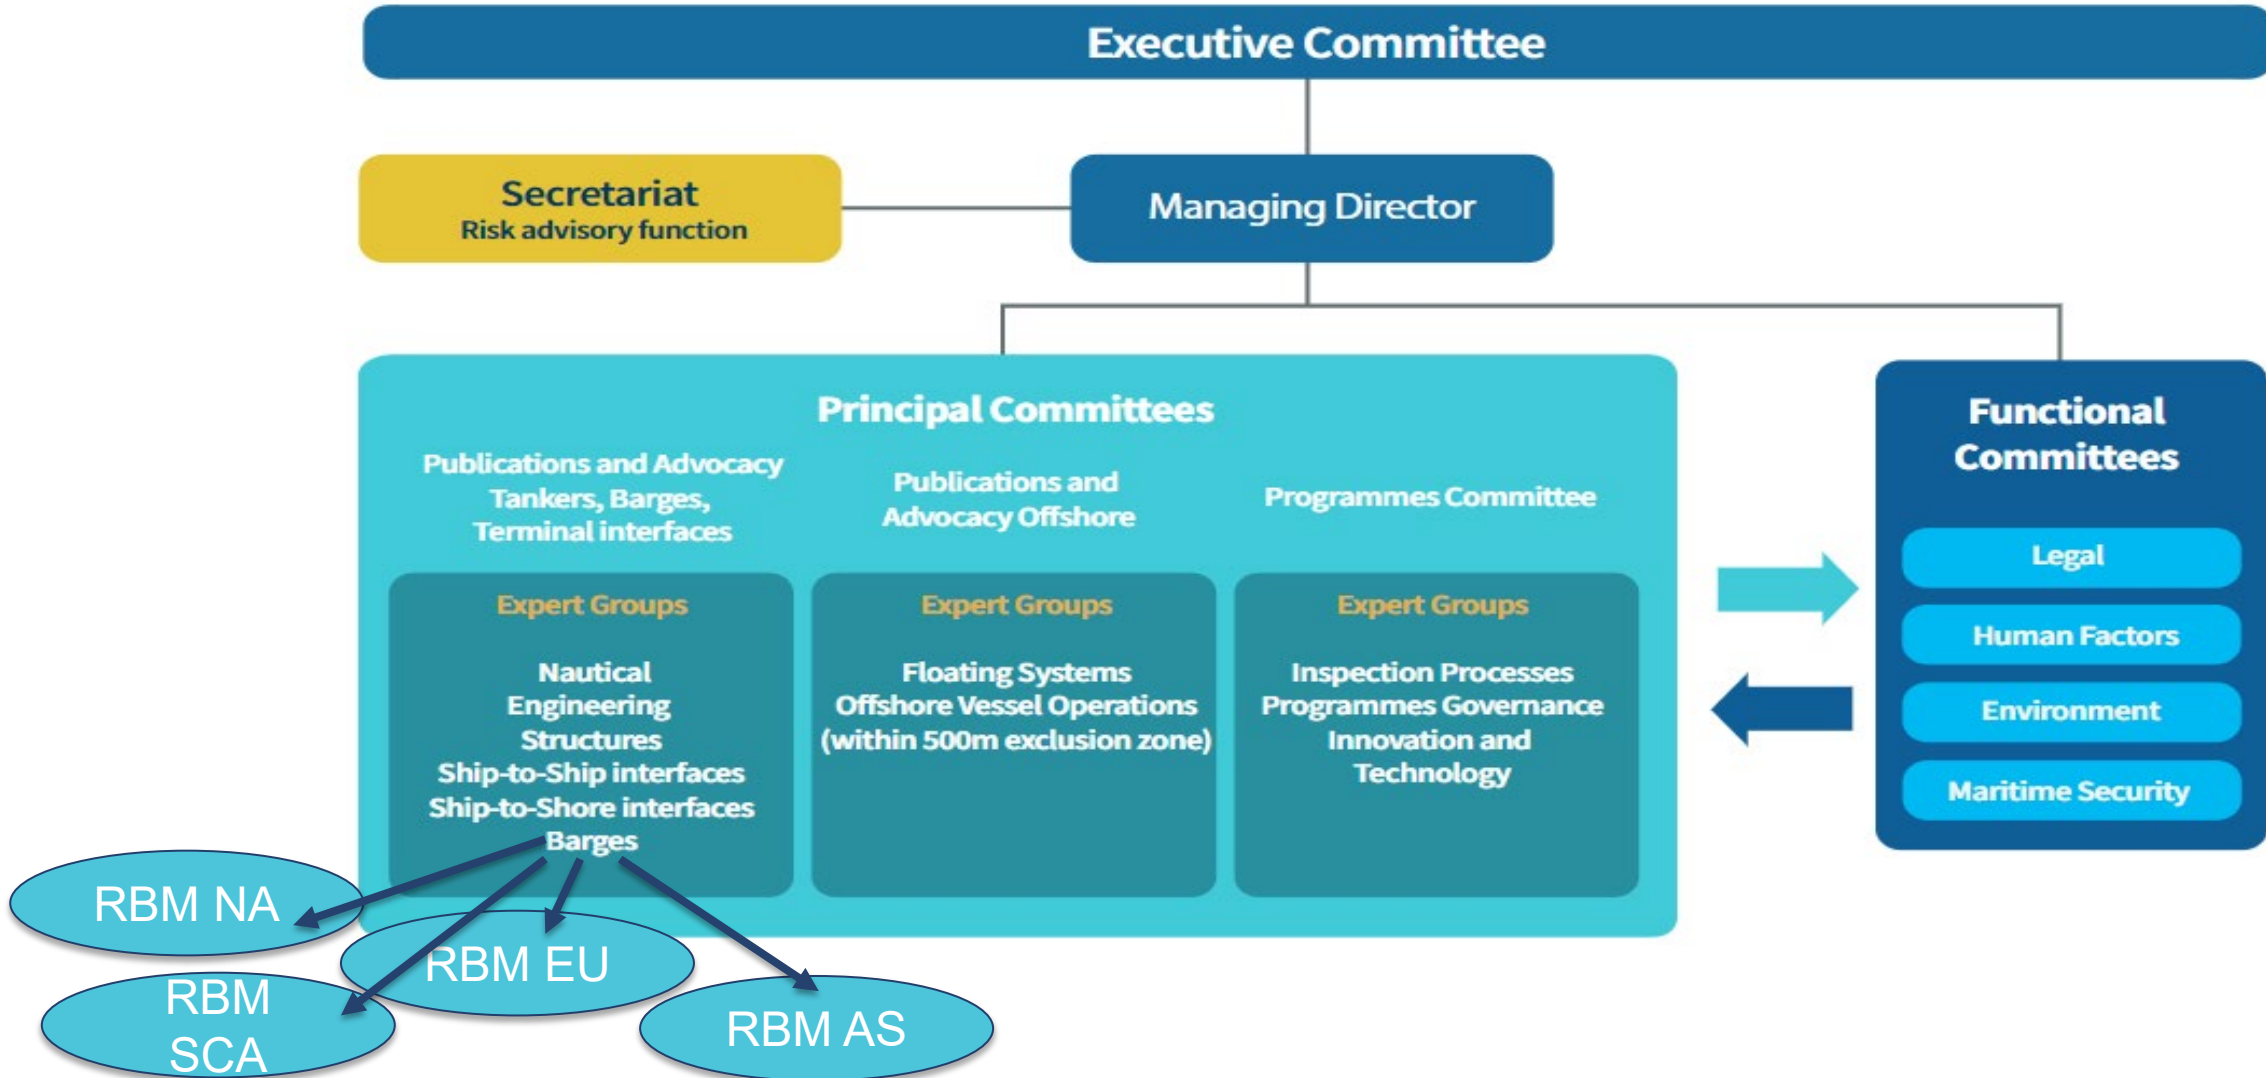 Executive Committee
Secretariat
Risk advisory function
Managing Director
Principal Committees
Publications and Advocacy
Tankers, Barges,
Terminal interfaces
Publications and
Advocacy Offshore
Programmes Committee
Expert Groups
Nautical
Engineering
Structures
Ship-to-Ship interfaces
Ship-to-Shore interfaces
Barges
Expert Groups
Floating Systems
Offshore Vessel Operations
(within 500m exclusion zone)
Expert Groups
Inspection Processes
Programmes Governance
Innovation and
Technology
Functional
Committees
Legal
Human Factors
Environment
Maritime Security
RBM NA
RBM EU
RBM
SCA
RBM AS